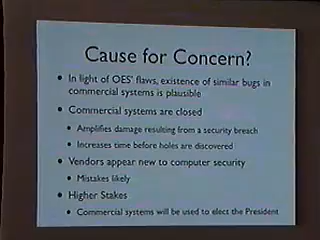 Cause for Concern?
• In light of OES' flaws, existence of similar bugs in
commercial systems is plausible
• Commercial systems are closed
• Amplifies damage resulting from a security breach
• Increases time before holes are discovered
• Vendors appear new to computer security
• Mistakes likely
• Higher Stakes
• Commercial systems will be used to elect the President